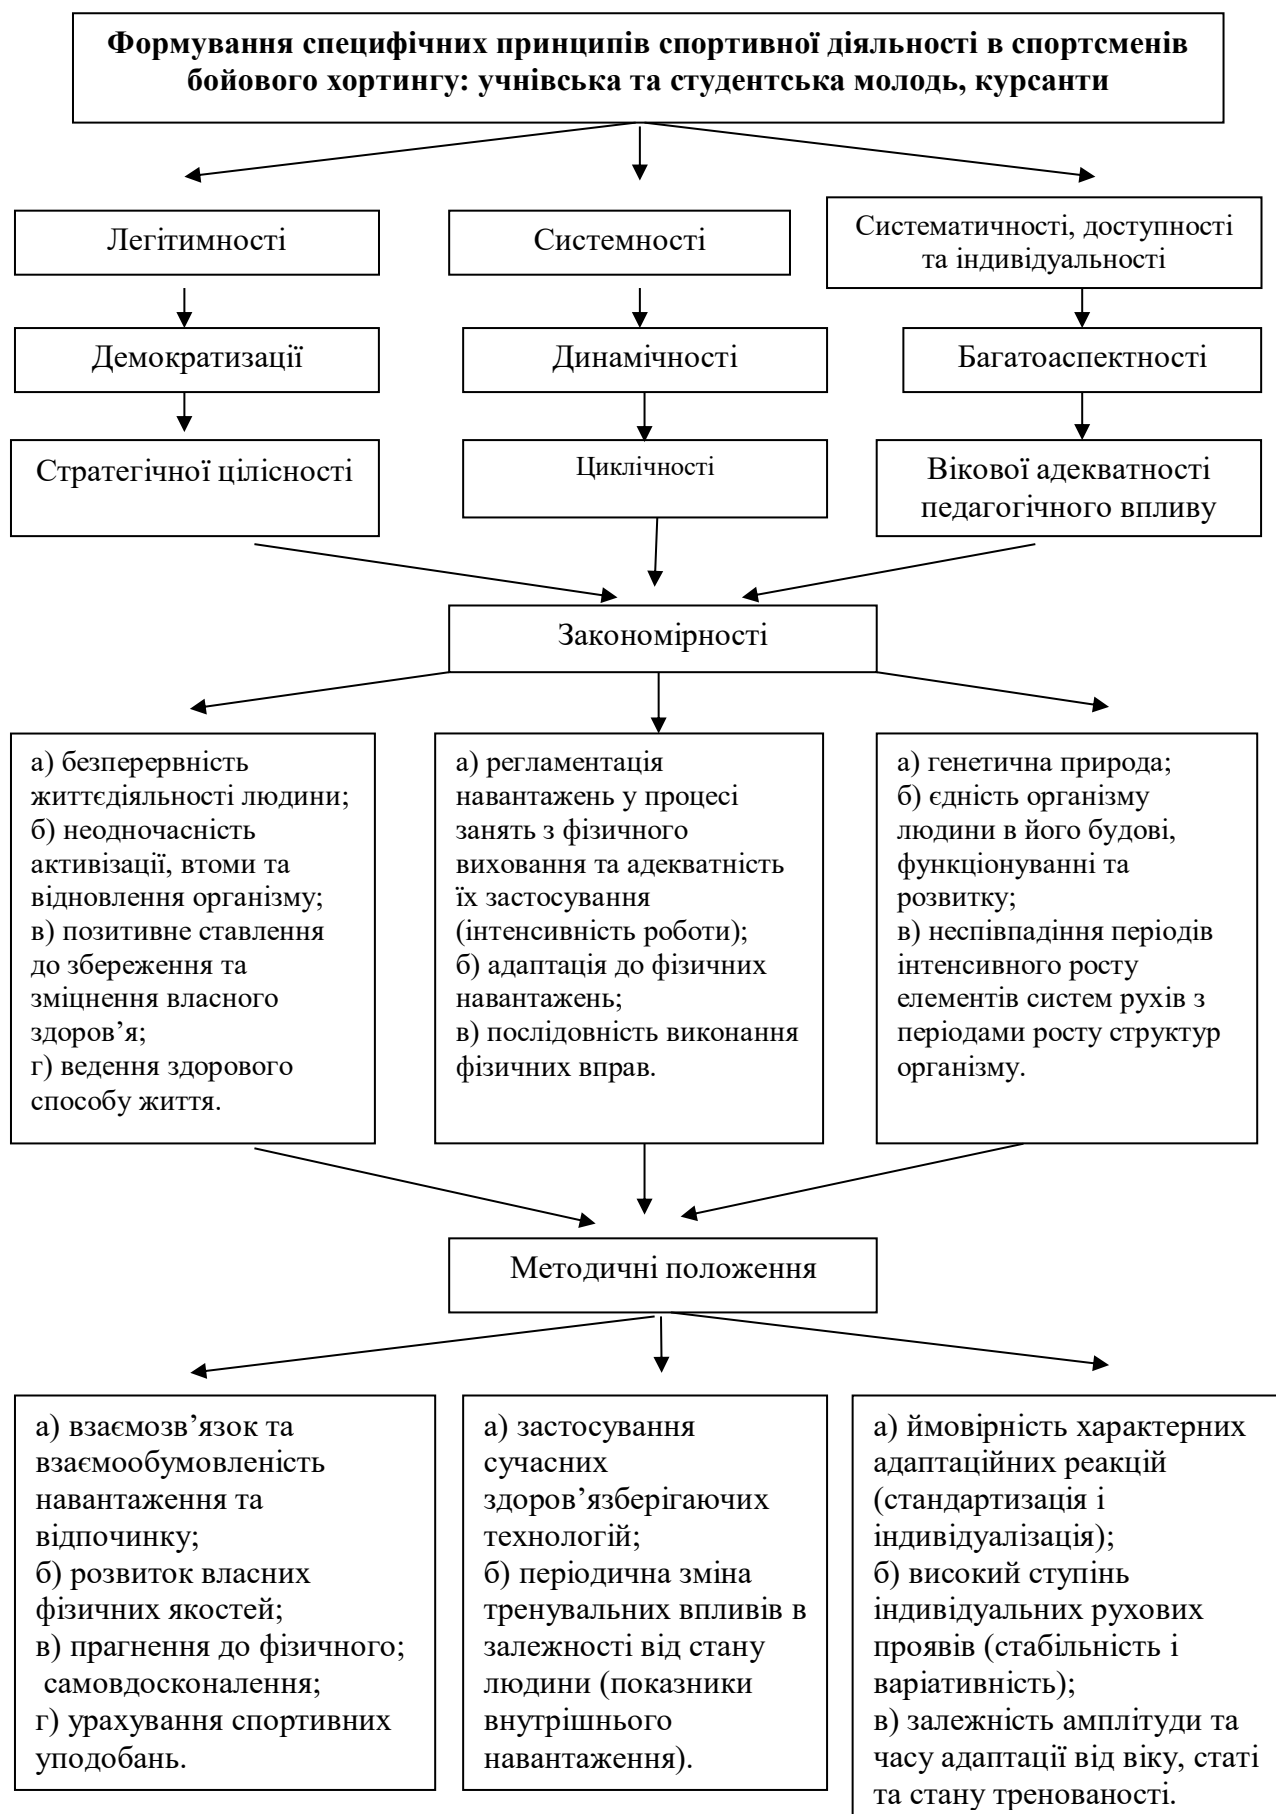 Формування специфічних принципів спортивної діяльності в спортсменів
бойового хортингу: учнівська та студентська молодь, курсанти
Легітимності
Системності
Систематичності, доступності
та індивідуальності
Демократизації
Динамічності
Багатоаспектності
Стратегічної цілісності
Циклічності
Вікової адекватності
педагогічного впливу
Закономірності
а) безперервність
життєдіяльності людини;
б) неодночасність
активізації, втоми та
відновлення організму;
в) позитивне ставлення
до збереження та
зміцнення власного
здоров’я;
г) ведення здорового
способу життя.
а) регламентація
навантажень у процесі
занять з фізичного
виховання та адекватність
їх застосування
(інтенсивність роботи);
б) адаптація до фізичних
навантажень;
в) послідовність виконання
фізичних вправ.
а) генетична природа;
б) єдність організму
людини в його будові,
функціонуванні та
розвитку;
в) неспівпадіння періодів
інтенсивного росту
елементів систем рухів з
періодами росту структур
організму.
Методичні положення
а) взаємозв’язок та
взаємообумовленість
навантаження та
відпочинку;
б) розвиток власних
фізичних якостей;
в) прагнення до фізичного;
самовдосконалення;
г) урахування спортивних
уподобань.
а) застосування
сучасних
здоров’язберігаючих
технологій;
б) періодична зміна
тренувальних впливів в
залежності від стану
людини (показники
внутрішнього
навантаження).
а) ймовірність характерних
адаптаційних реакцій
(стандартизація і
індивідуалізація);
б) високий ступінь
індивідуальних рухових
проявів (стабільність і
варіативність);
в) залежність амплітуди та
часу адаптації від віку, статі
та стану тренованості.